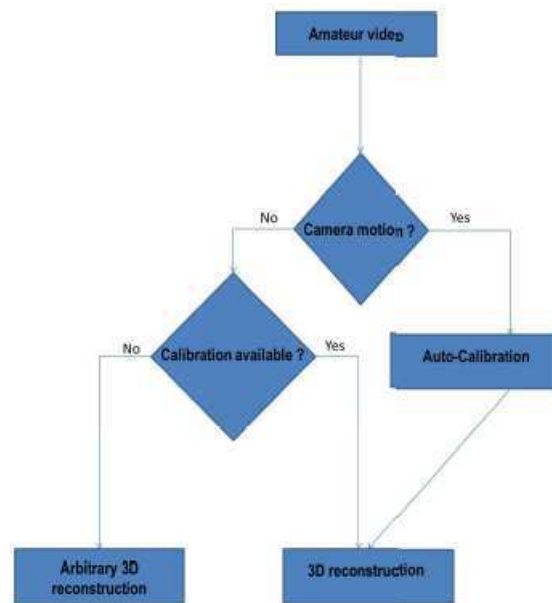 Amateur video
Camera motion ?
No
Yes
Calibration available ?
No
Yes
Auto-Calibration
Arbitrary 3D
reconstruction
3D reconstruction